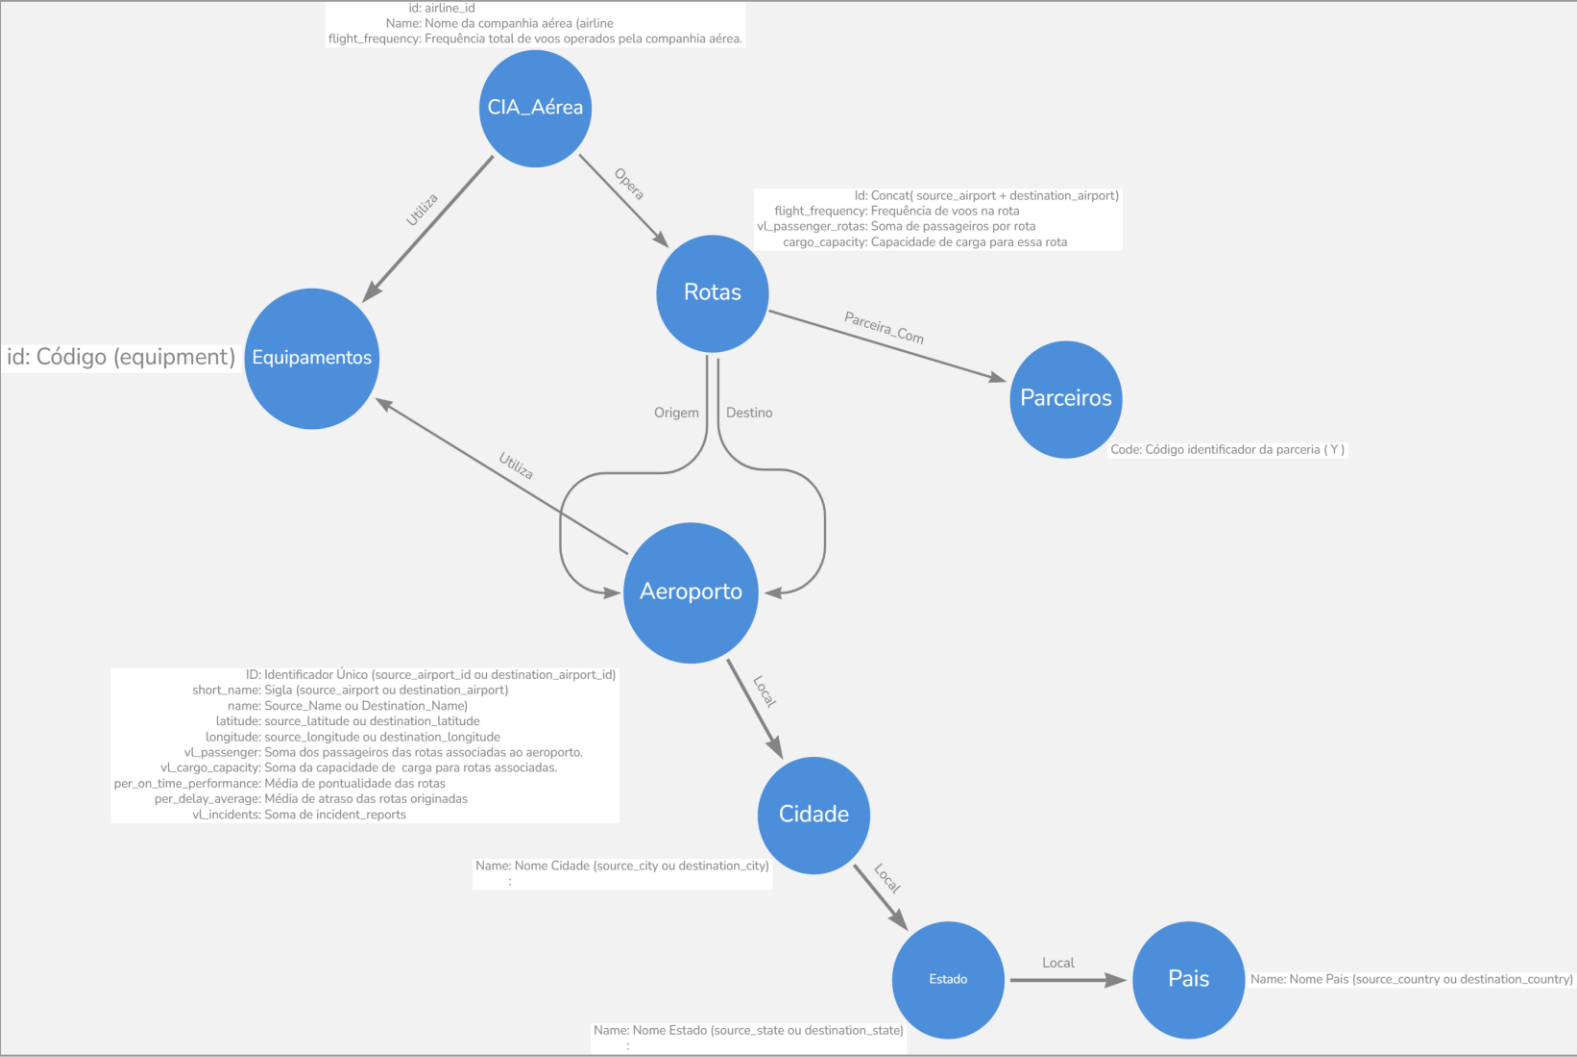 id: airline_id
Name: Nome da companhia aérea (airline
flight_frequency: Frequência total de voos operados pela companhia aérea.
CIA_Aérea
Utiliza
Opera
Id: Concat( source_airport + destination_airport)
flight_frequency: Frequência de voos na rota
vl_passenger_rotas: Soma de passageiros por rota
cargo_capacity: Capacidade de carga para essa rota
Rotas
Parceira_Com
id: Código (equipment)
Equipamentos
Parceiros
Code: Código identificador da parceria ( Y )
Origem
Destino
Utiliza
Aeroporto
ID: Identificador Único (source_airport_id ou destination_airport_id)
short_name: Sigla (source_airport ou destination_airport)
name: Source_Name ou Destination_Name)
latitude: source_latitude ou destination_latitude
longitude: source_longitude ou destination_longitude
vl_passenger: Soma dos passageiros das rotas associadas ao aeroporto.
vl_cargo_capacity: Soma da capacidade de carga para rotas associadas.
per_on_time_performance: Média de pontualidade das rotas
per_delay_average: Média de atraso das rotas originadas
vl_incidents: Soma de incident_reports
Local
Cidade
Name: Nome Cidade (source_city ou destination_city)
:
Local
Estado
Local
Pais
Name: Nome Pais (source_country ou destination_country)
Name: Nome Estado (source_state ou destination_state)
: